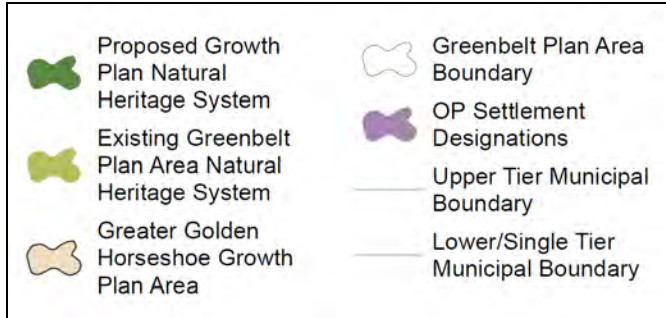 Proposed Growth
Plan Natural
Heritage System
Existing Greenbelt
Plan Area Natural
Heritage System
Greater Golden
Horseshoe Growth
Plan Area
Greenbelt Plan Area
Boundary
OP Settlement
Designations
Upper Tier Municipal
Boundary
Lower/Single Tier
Municipal Boundary